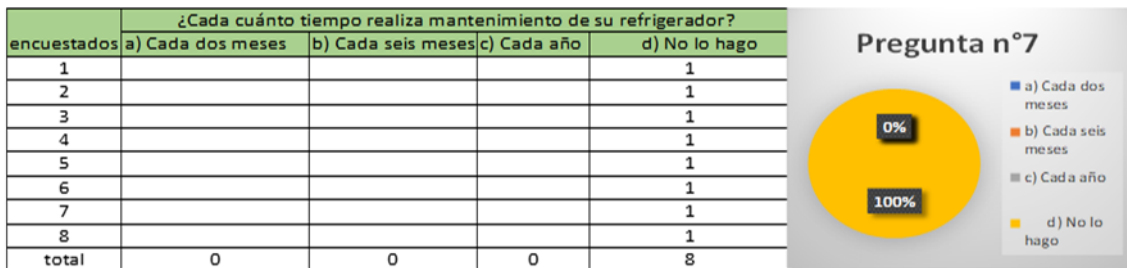 ¿Cada cuánto tiempo realiza mantenimiento de su refrigerador?
encuestados a) Cada dos meses b) Cada seis meses c) Cada año d) No lo hago
1 1
2 1
3 1
4 1
5 1
6 1
7 1
8 1
total 0 0 0 8
Pregunta n°7
0%
100%
a) Cada dos
meses
b) Cada seis
meses
c) Cada año
d) No lo
hago